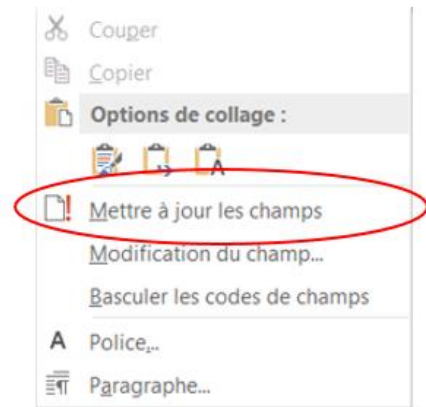 Couper
Copier
Options de collage :
Mettre à jour les champs
Modification du champ...
Basculer les codes de champs
A Police...
Paragraphe...